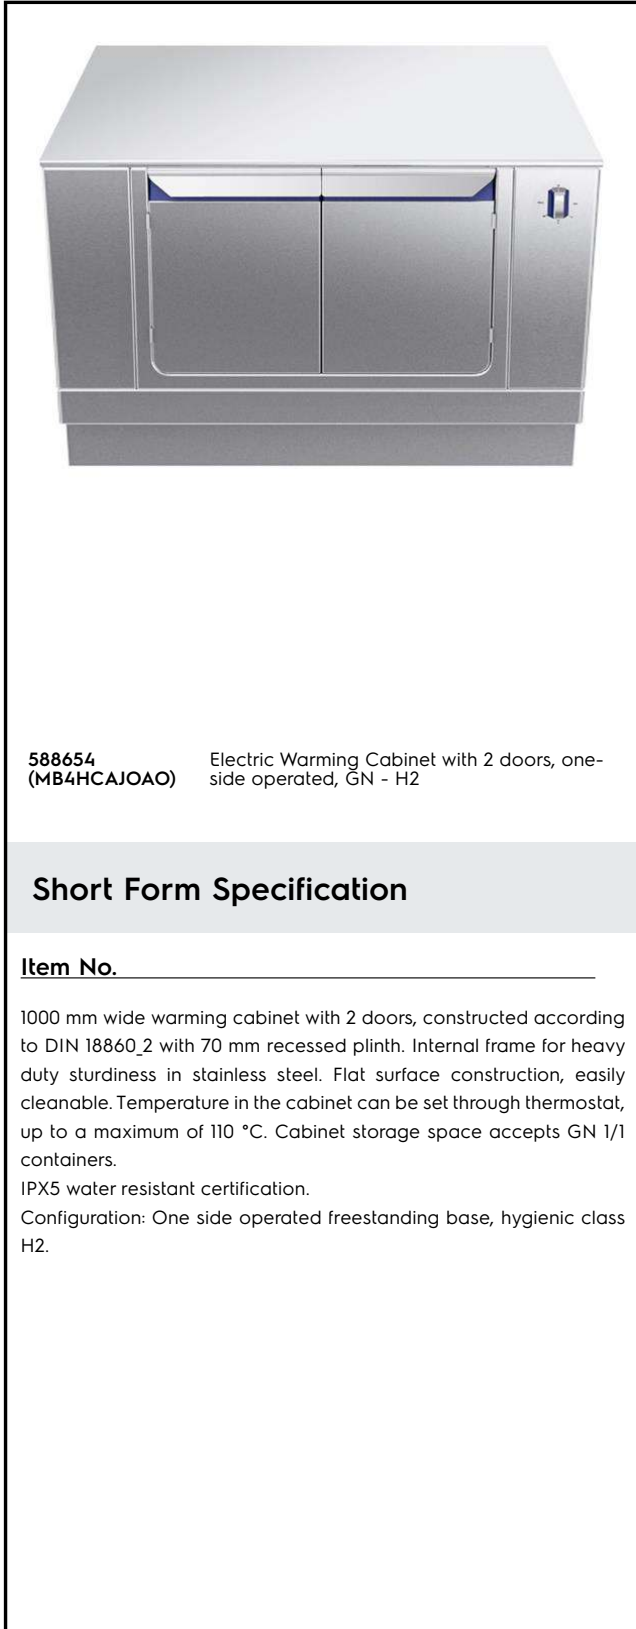 588654
(MB4HCAJOAO)
Electric Warming Cabinet with 2 doors, one-
side operated, GN - H2
Short Form Specification
Item No.
1000 mm wide warming cabinet with 2 doors, constructed according
to DIN 18860_2 with 70 mm recessed plinth. Internal frame for heavy
duty sturdiness in stainless steel. Flat surface construction, easily
cleanable. Temperature in the cabinet can be set through thermostat,
up to a maximum of 110 °C. Cabinet storage space accepts GN 1/1
containers.
IPX5 water resistant certification.
Configuration: One side operated freestanding base, hygienic class
H2.